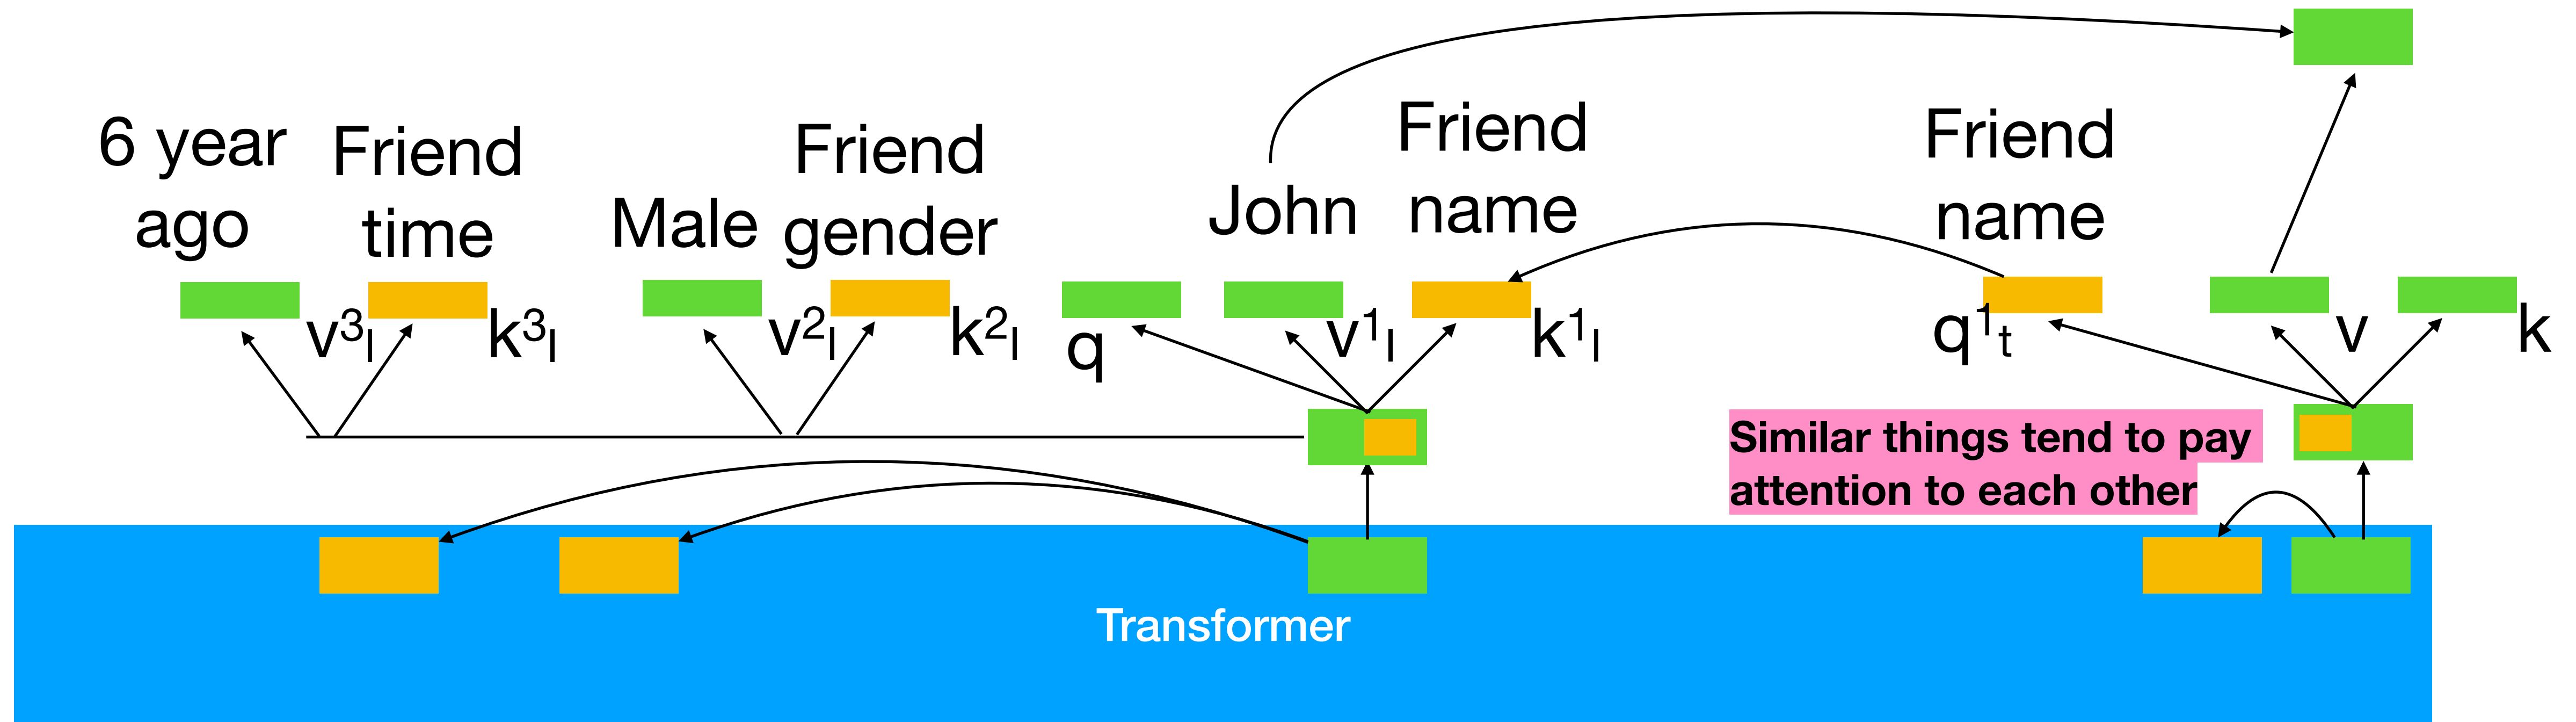 6 year
ago
Friend
time
Male
Friend
gender
John
Friend
name
Friend
name
v3l
k3l
v2l
k2l
q
v1l
k1l
q1t
v
k
Similar things tend to pay
attention to each other
Transformer